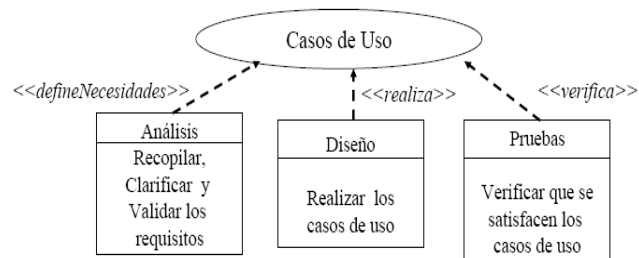 Casos de Uso
<<defineNecesidades>>
<<realiza>>
<<verifica>>
Análisis
Recopilar,
Clarificar y
Validar los
requisitos
Diseño
Realizar los
casos de uso
Pruebas
Verificar que se
satisfacen los
casos de uso